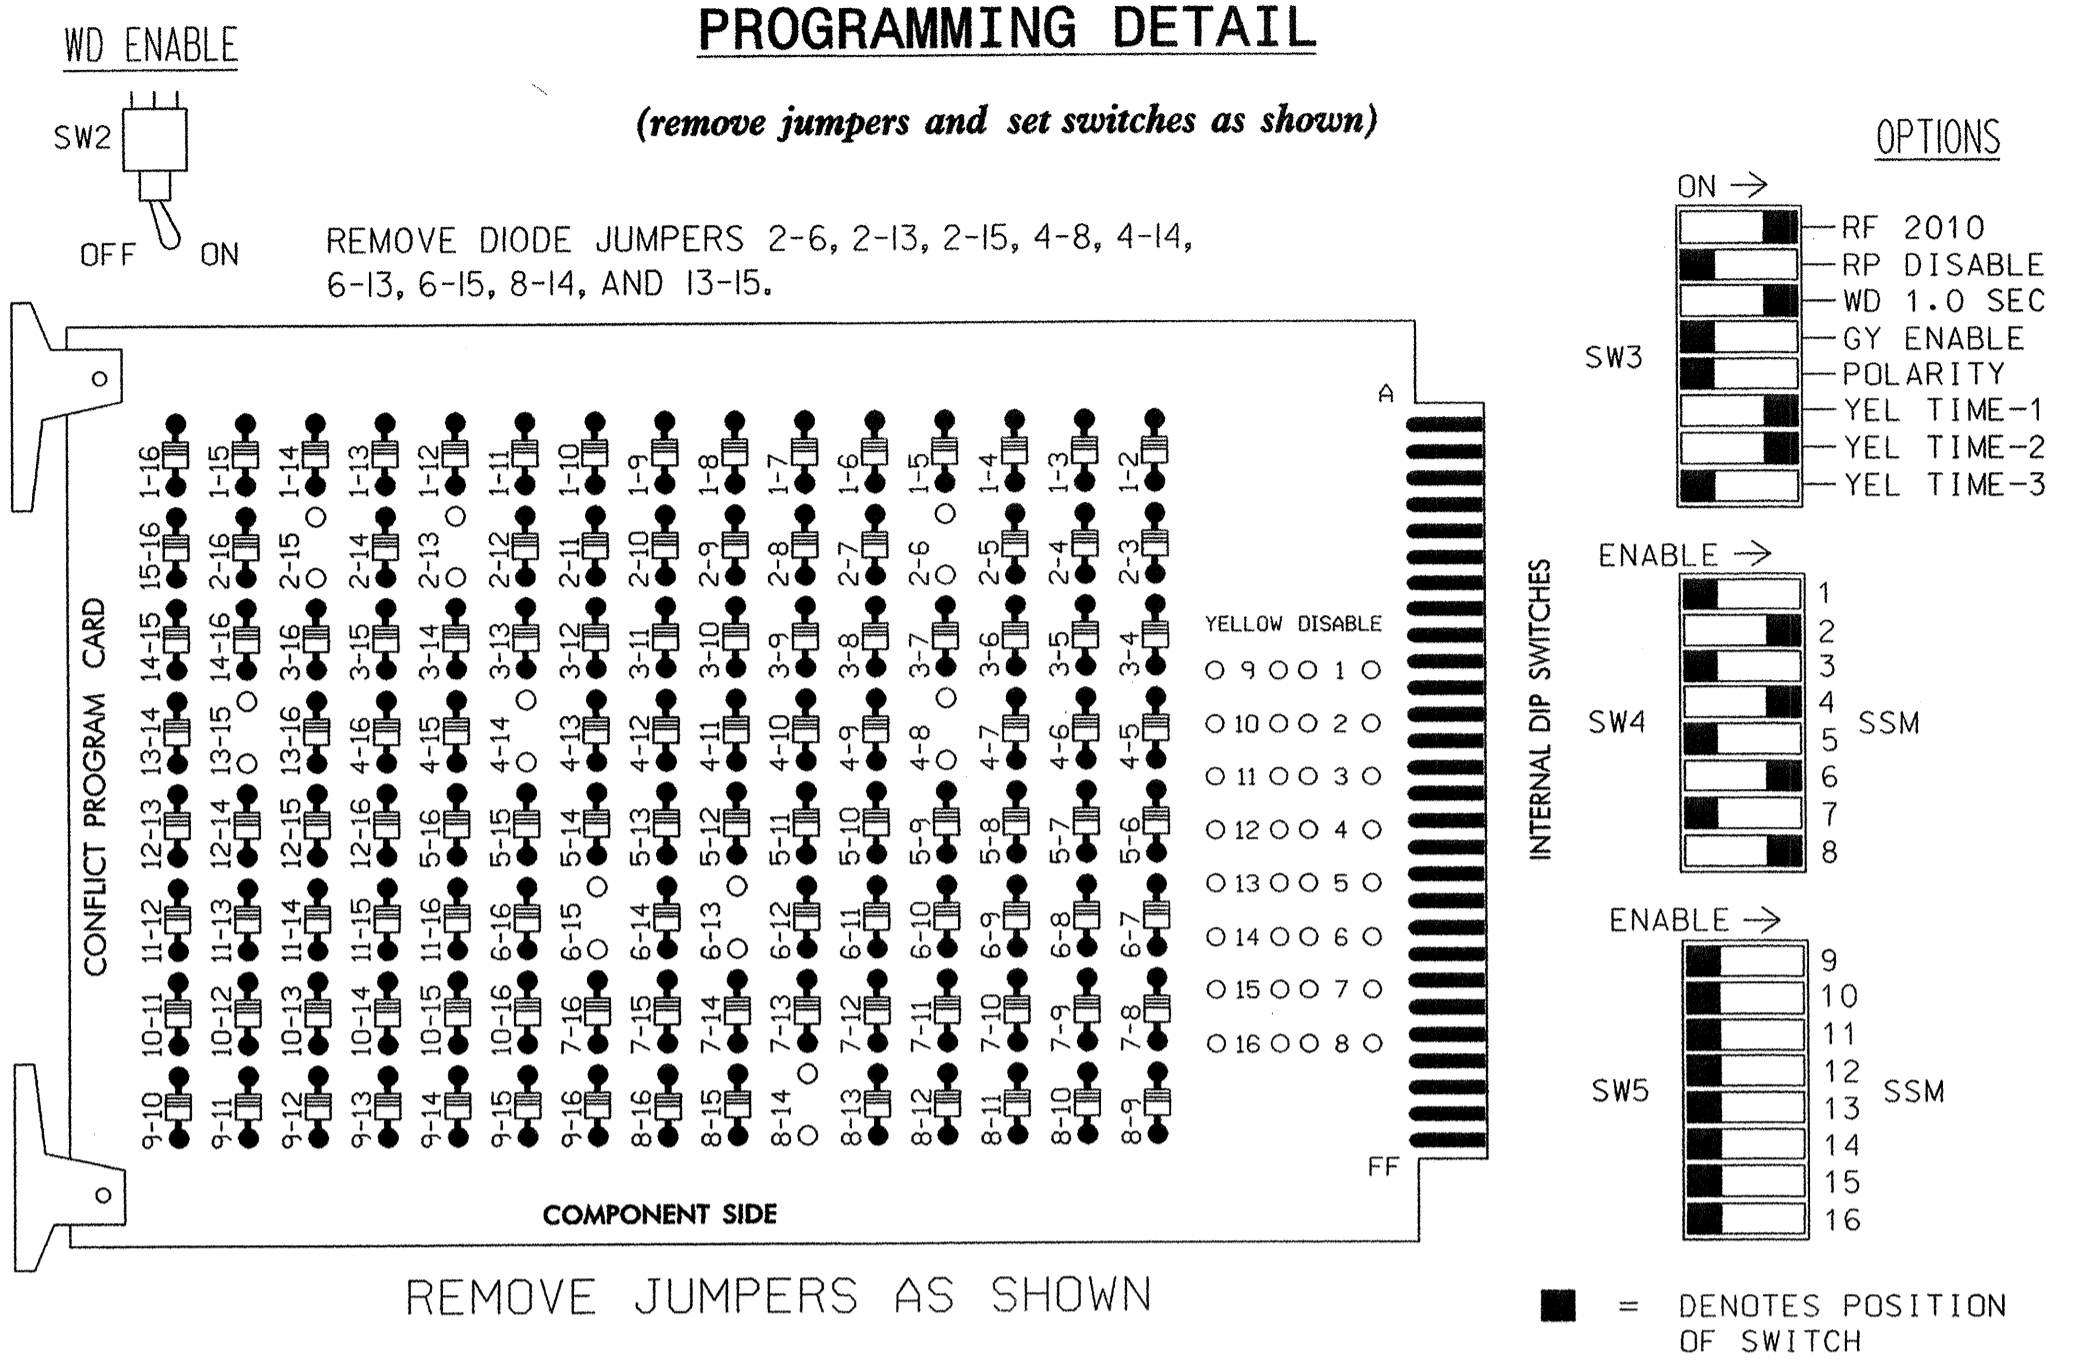 PROGRAMMING DETAIL
(remove jumpers and set switches as shown)
WD ENABLE
SW2
OFF ON
REMOVE DIODE JUMPERS 2-6, 2-13, 2-15, 4-8, 4-14,
6-13, 6-15, 8-14, AND 13-15.
CONFLICT PROGRAM CARD
1-16 1-15 1-14 1-13 1-12 1-11 1-10 1-9 1-8 1-7 1-6 1-5 1-4 1-3 1-2
15-16 2-16 2-15 2-14 2-13 2-12 2-11 2-10 2-9 2-8 2-7 2-6 2-5 2-4 2-3
14-15 14-16 3-16 3-15 3-14 3-13 3-12 3-11 3-10 3-9 3-8 3-7 3-6 3-5 3-4
13-14 13-15 13-16 4-16 4-15 4-14 4-13 4-12 4-11 4-10 4-9 4-8 4-7 4-6 4-5
12-13 12-14 12-15 12-16 5-16 5-15 5-14 5-13 5-12 5-11 5-10 5-9 5-8 5-7 5-6
11-12 11-13 11-14 11-15 11-16 6-16 6-15 6-14 6-13 6-12 6-11 6-10 6-9 6-8 6-7
10-11 10-12 10-13 10-14 10-15 10-16 7-16 7-15 7-14 7-13 7-12 7-11 7-10 7-9 7-8
9-10 9-11 9-12 9-13 9-14 9-15 9-16 8-16 8-15 8-14 8-13 8-12 8-11 8-10 8-9
A
YELLOW DISABLE
9 1
10 2
11 3
12 4
13 5
14 6
15 7
16 8
FF
COMPONENT SIDE
REMOVE JUMPERS AS SHOWN
INTERNAL DIP SWITCHES
OPTIONS
ON →
SW3
RF 2010
RP DISABLE
WD 1.0 SEC
GY ENABLE
POLARITY
YEL TIME-1
YEL TIME-2
YEL TIME-3
ENABLE →
SW4
1
2
3
4
5
6
7
8
SSM
ENABLE →
SW5
9
10
11
12
13
14
15
16
SSM
= DENOTES POSITION
OF SWITCH